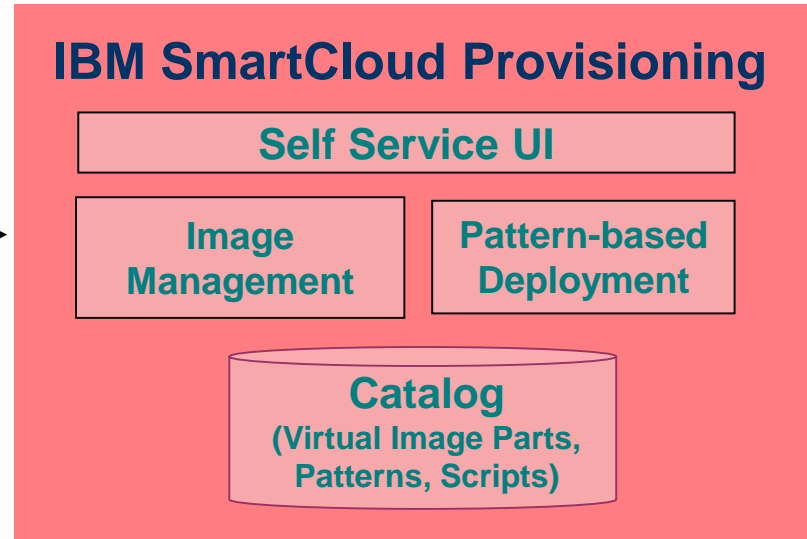 IBM SmartCloud Provisioning
Self Service UI
Image
Management
Pattern-based
Deployment
Catalog
(Virtual Image Parts,
Patterns, Scripts)